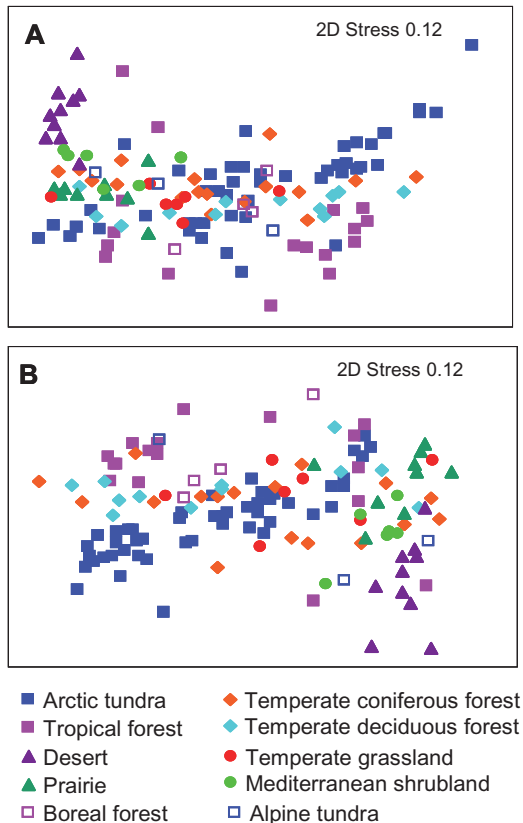 A
2D Stress 0.12
B
2D Stress 0.12
Arctic tundra
Temperate coniferous forest
Tropical forest
Temperate deciduous forest
Desert
Temperate grassland
Prairie
Mediterranean shrubland
Boreal forest
Alpine tundra